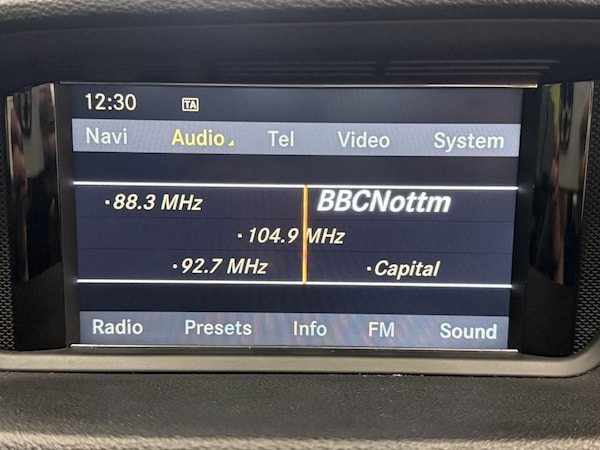 12:30 TA
Navi Audio Tel Video System
·88.3 MHz BBCNottm
·104.9 MHz
·92.7 MHz ·Capital
Radio Presets Info FM Sound